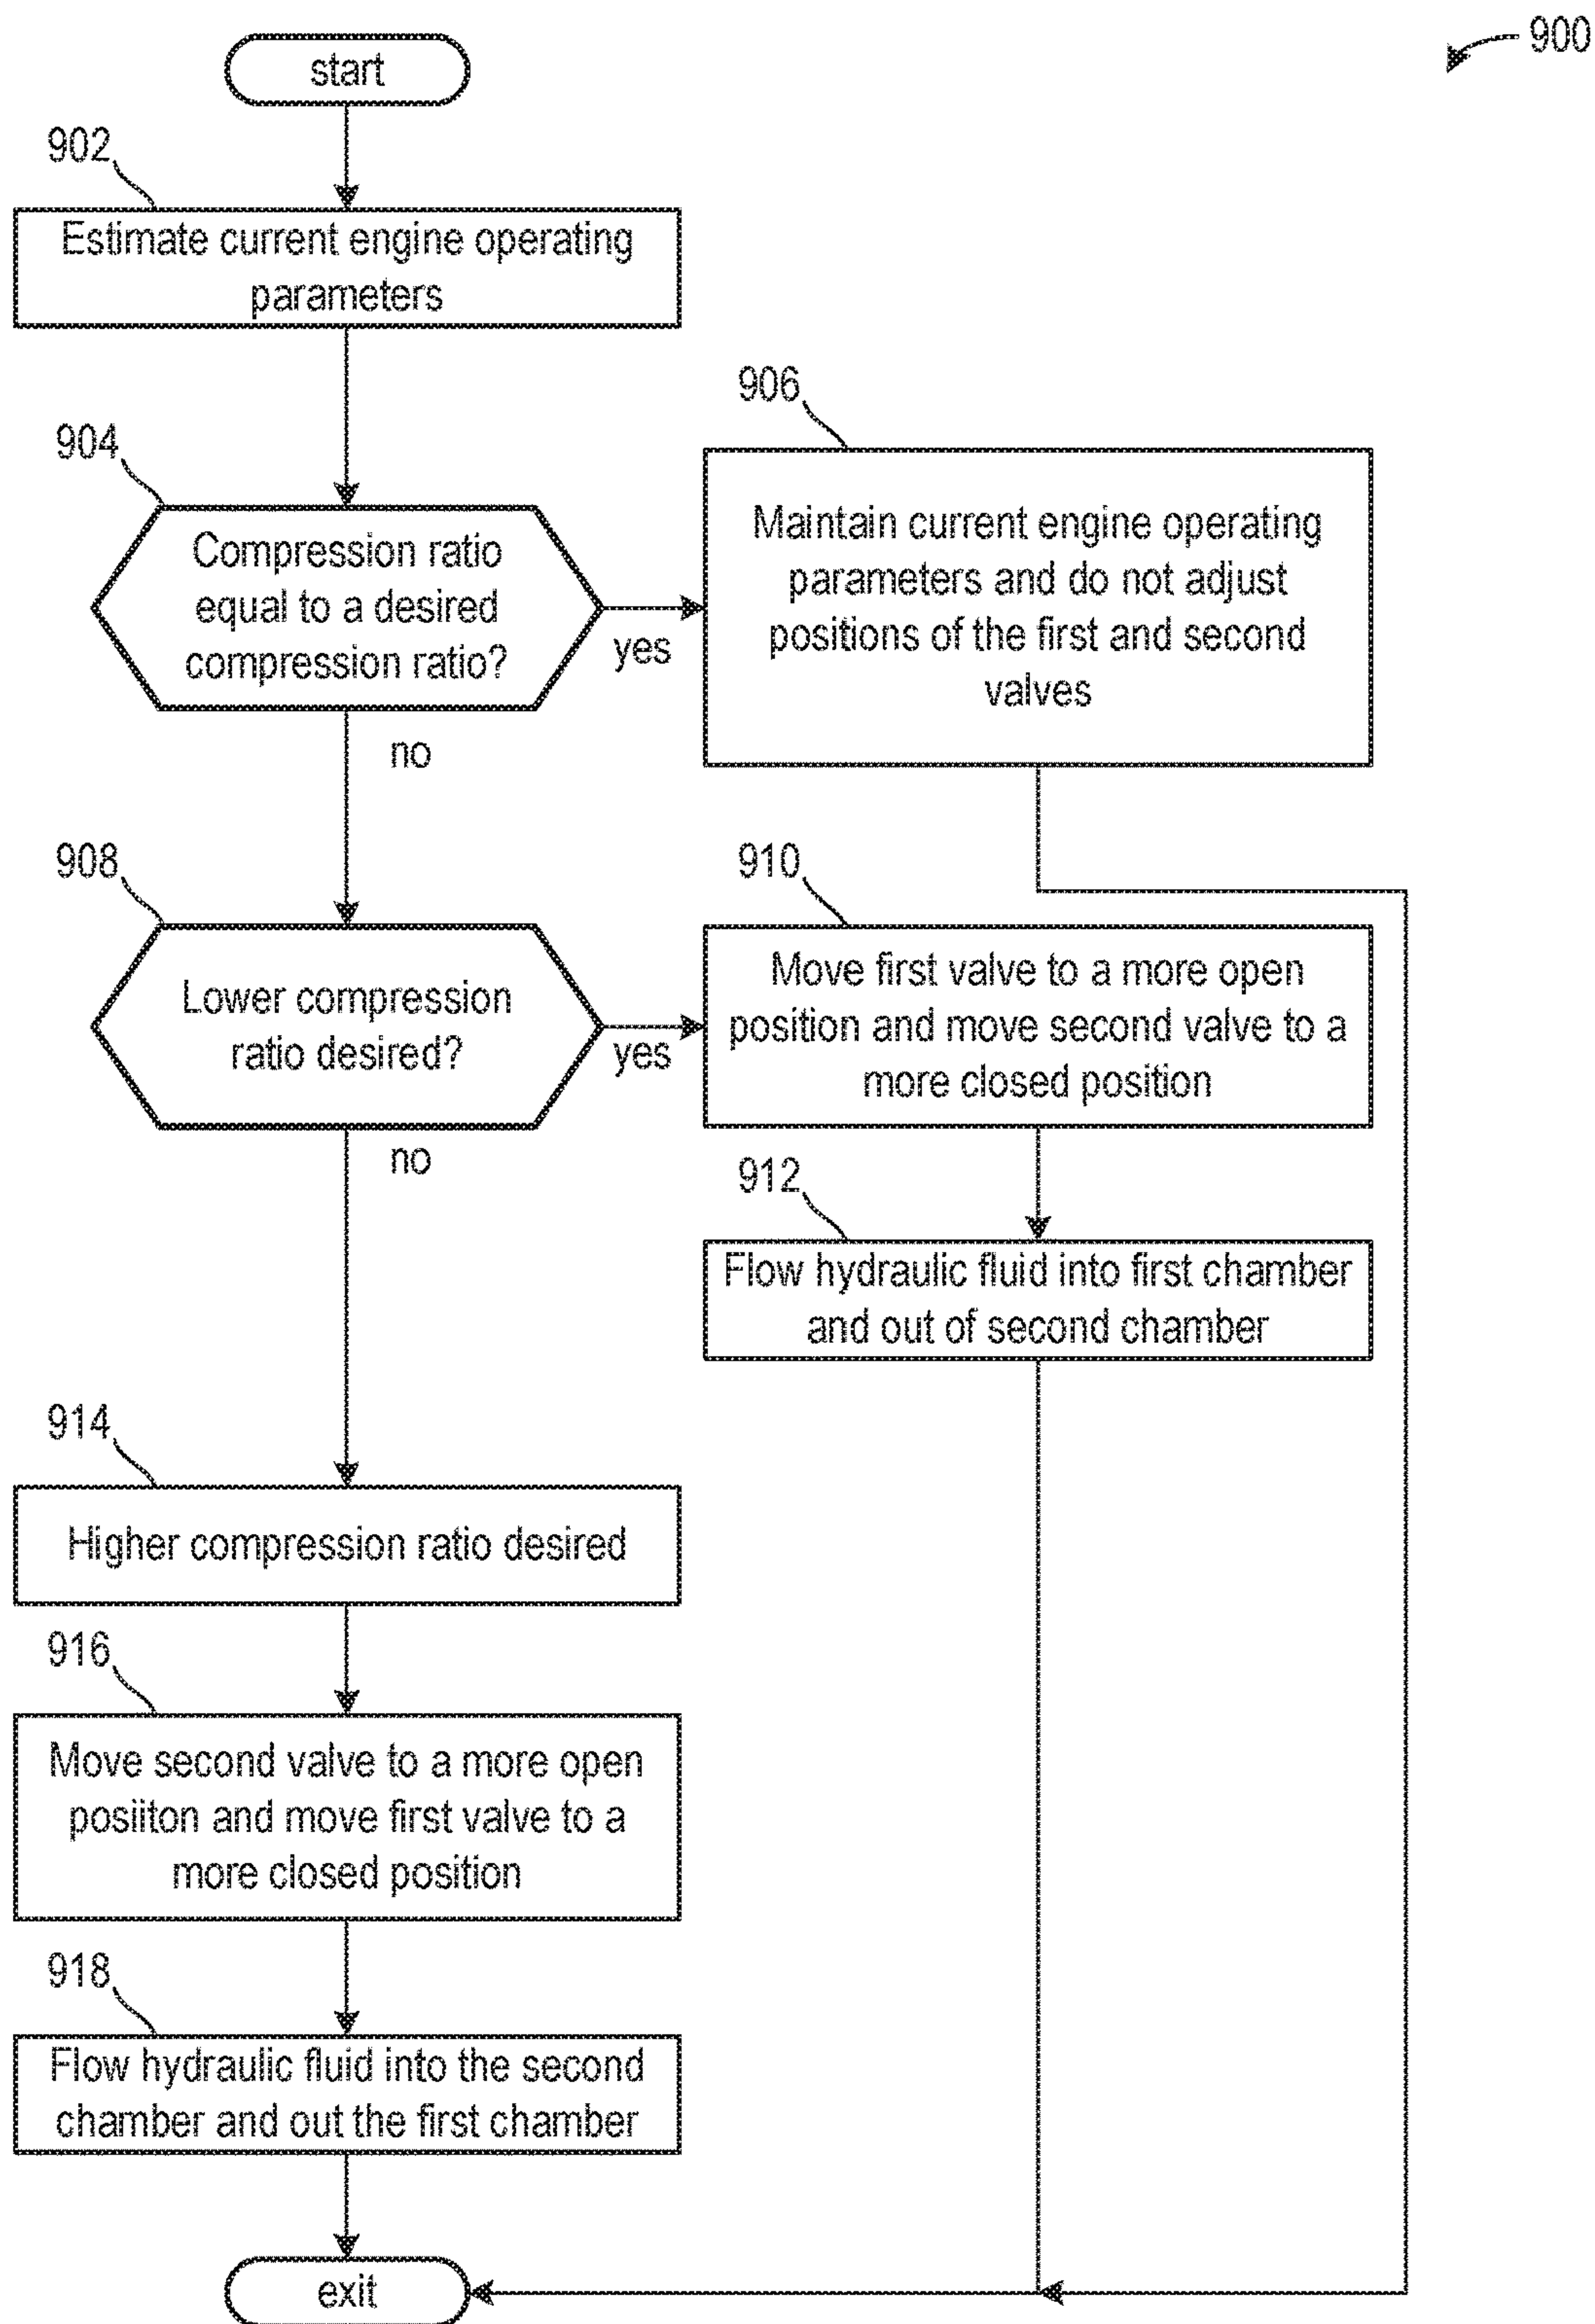 900
start
902
Estimate current engine operating
parameters
904
Compression ratio
equal to a desired
compression ratio?
yes
no
906
Maintain current engine operating
parameters and do not adjust
positions of the first and second
valves
908
Lower compression
ratio desired?
yes
no
910
Move first valve to a more open
position and move second valve to a
more closed position
912
Flow hydraulic fluid into first chamber
and out of second chamber
914
Higher compression ratio desired
916
Move second valve to a more open
posiiton and move first valve to a
more closed position
918
Flow hydraulic fluid into the second
chamber and out the first chamber
exit